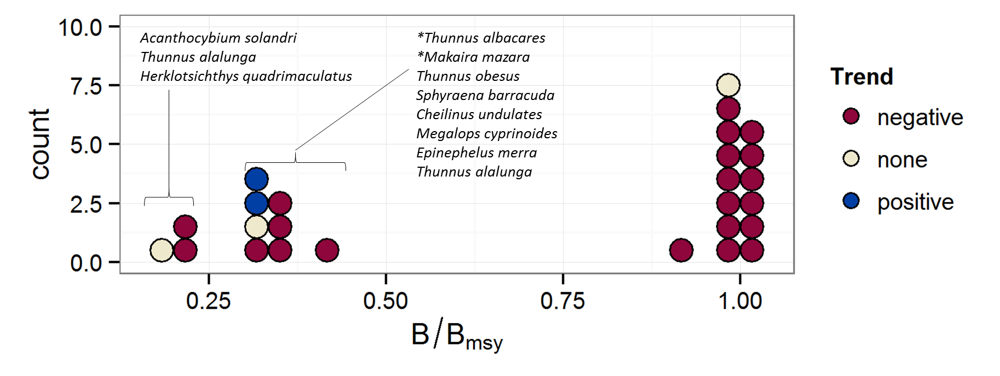 10.0
7.5
5.0
2.5
0.0
count
Acanthocybium solandri
Thunnus alalunga
Herklotsichthys quadrimaculatus
*Thunnus albacares
*Makaira mazara
Thunnus obesus
Sphyraena barracuda
Cheilinus undulates
Megalops cyprinoides
Epinephelus merra
Thunnus alalunga
0.25 0.50 0.75 1.00
B/Bmsy
Trend
negative
none
positive